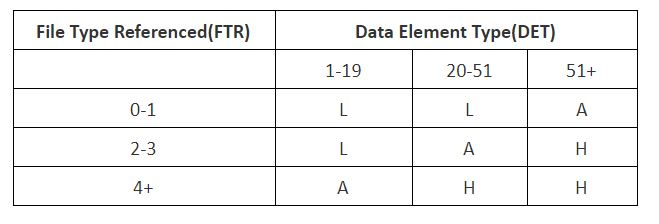 File Type Referenced(FTR) Data Element Type(DET)
1-19 20-51 51+
0-1 L L A
2-3 L A H
4+ A H H